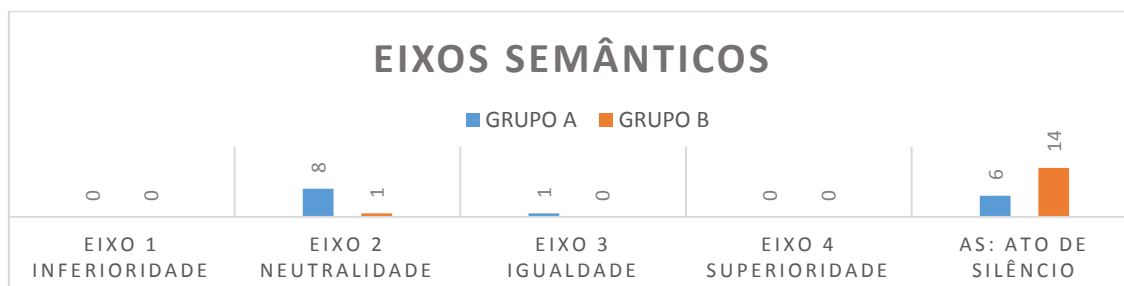 EIXOS SEMÂNTICOS
GRUPO A GRUPO B
0 0 8 1 1 0 0 0 6 14
EIXO 1 EIXO 2 EIXO 3 EIXO 4 AS: ATO DE
INFERIORIDADE NEUTRALIDADE IGUALDADE SUPERIORIDADE SILÊNCIO